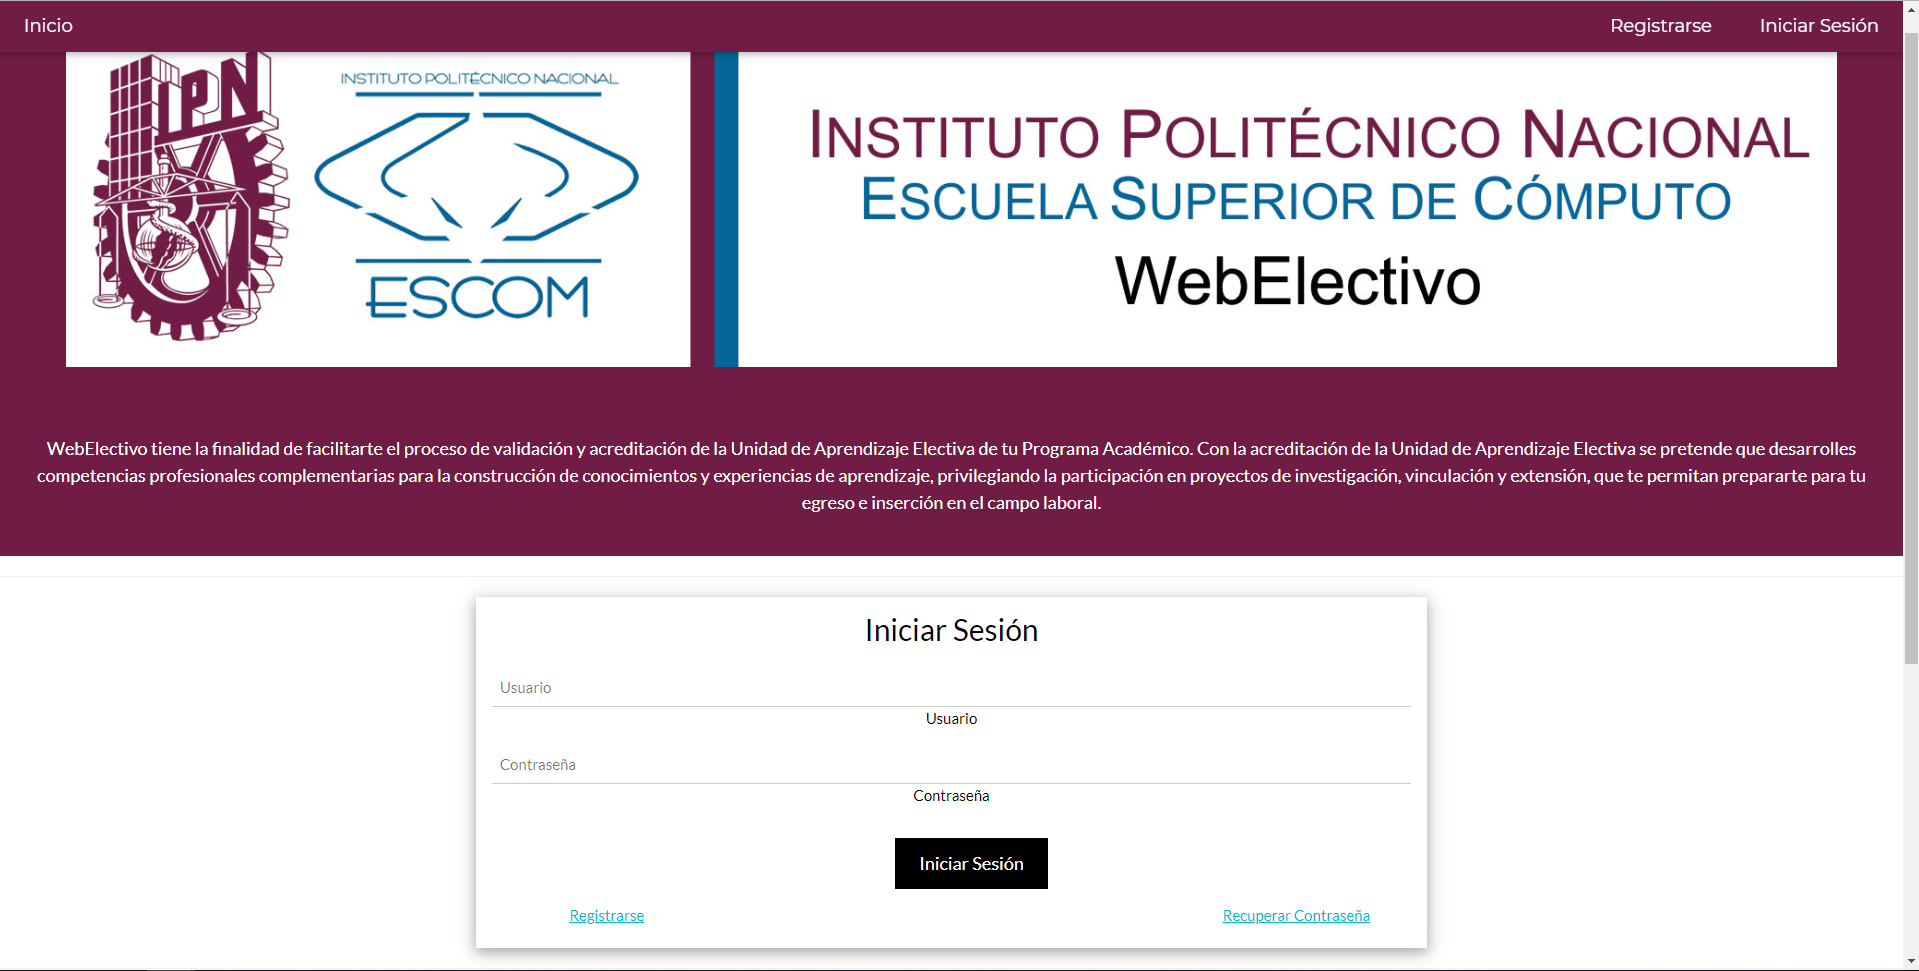 Inicio
Registrarse
Iniciar Sesión
IPN
INSTITUTO POLITÉCNICO NACIONAL
ESCOM
INSTITUTO POLITÉCNICO NACIONAL
ESCUELA SUPERIOR DE CÓMPUTO
WebElectivo
WebElectivo tiene la finalidad de facilitarte el proceso de validación y acreditación de la Unidad de Aprendizaje Electiva de tu Programa Académico. Con la acreditación de la Unidad de Aprendizaje Electiva se pretende que desarrolles
competencias profesionales complementarias para la construcción de conocimientos y experiencias de aprendizaje, privilegiando la participación en proyectos de investigación, vinculación y extensión, que te permitan prepararte para tu
egreso e inserción en el campo laboral.
Iniciar Sesión
Usuario
Usuario
Contraseña
Contraseña
Iniciar Sesión
Registrarse
Recuperar Contraseña